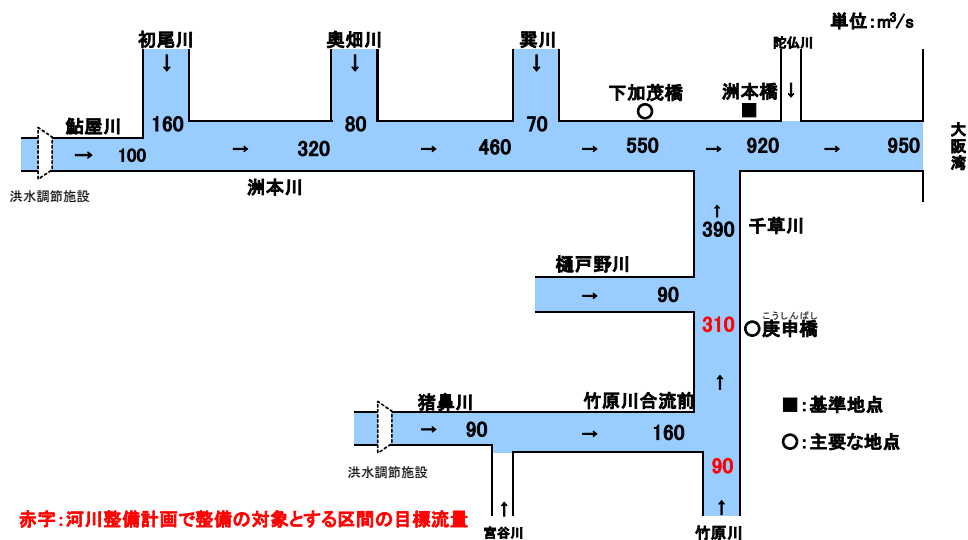 単位:m³/s
初尾川
奥畑川
巽川
陀仏川
下加茂橋
洲本橋
鮎屋川
160
80
70
100
320
460
550
920
950
大阪湾
洪水調節施設
洲本川
390
千草川
樋戸野川
90
310
こうしんばし
庚申橋
猪鼻川
竹原川合流前
90
160
■:基準地点
○:主要な地点
90
洪水調節施設
赤字:河川整備計画で整備の対象とする区間の目標流量
宮谷川
竹原川